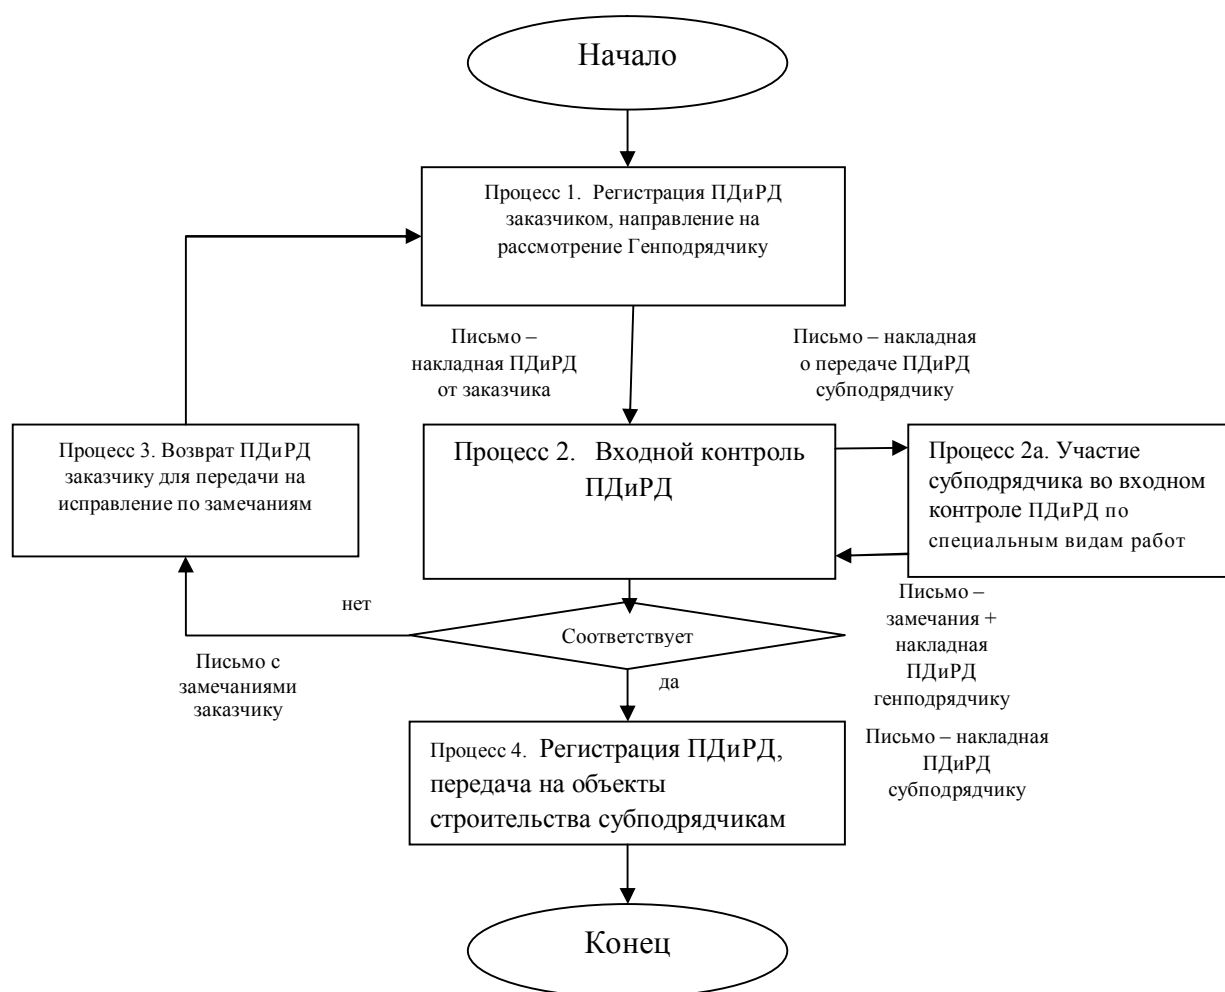 Начало
Процесс 1. Регистрация ПДиРД
заказчиком, направление на
рассмотрение Генподрядчику
Письмо –
накладная ПДиРД
от заказчика
Письмо – накладная
о передаче ПДиРД
субподрядчику
Процесс 3. Возврат ПДиРД
заказчику для передачи на
исправление по замечаниям
Процесс 2. Входной контроль
ПДиРД
Процесс 2а. Участие
субподрядчика во входном
контроле ПДиРД по
специальным видам работ
нет
Соответствует
Письмо –
замечания +
накладная
ПДиРД
генподрядчику
Письмо с
замечаниями
заказчику
да
Процесс 4. Регистрация ПДиРД,
передача на объекты
строительства субподрядчикам
Письмо – накладная
ПДиРД
субподрядчику
Конец